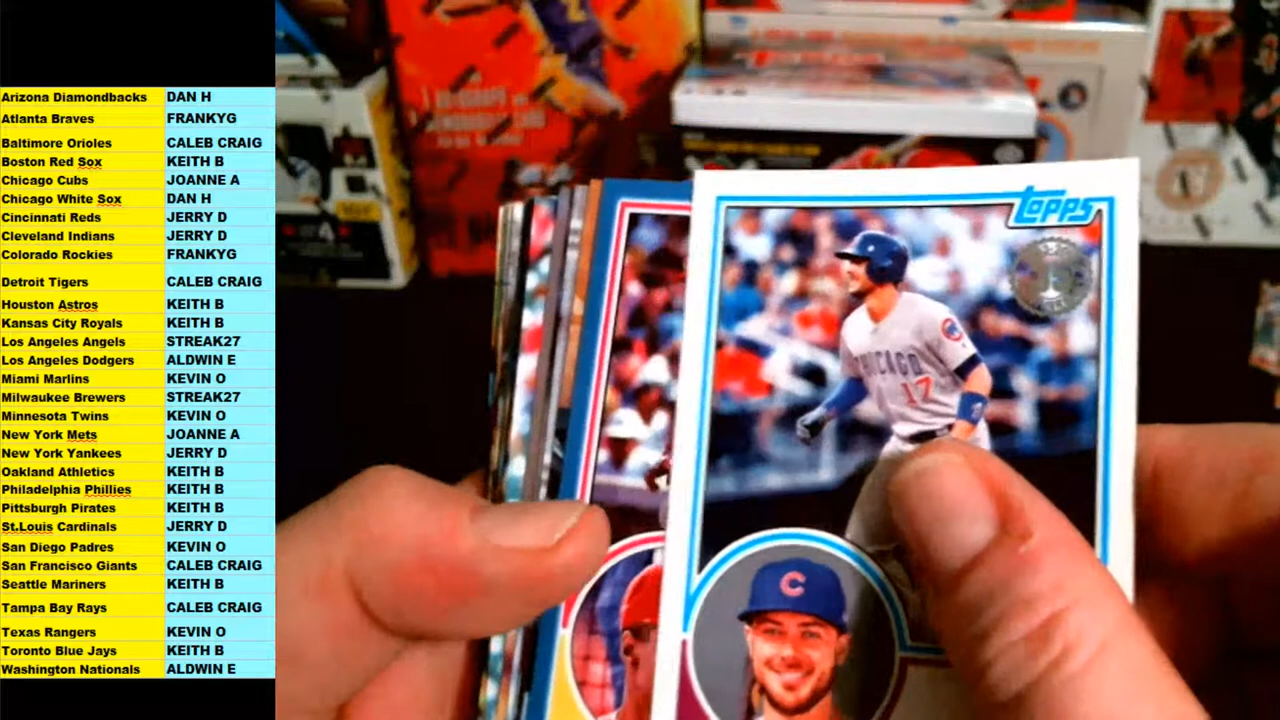 Arizona Diamondbacks DAN H
Atlanta Braves FRANKYG
Baltimore Orioles CALEB CRAIG
Boston Red Sox KEITH B
Chicago Cubs JOANNE A
Chicago White Sox DAN H
Cincinnati Reds JERRY D
Cleveland Indians JERRY D
Colorado Rockies FRANKYG
Detroit Tigers CALEB CRAIG
Houston Astros KEITH B
Kansas City Royals KEITH B
Los Angeles Angels STREAK27
Los Angeles Dodgers ALDWIN E
Miami Marlins KEVIN O
Milwaukee Brewers STREAK27
Minnesota Twins KEVIN O
New York Mets JOANNE A
New York Yankees JERRY D
Oakland Athletics KEITH B
Philadelphia Phillies KEITH B
Pittsburgh Pirates KEITH B
St.Louis Cardinals JERRY D
San Diego Padres KEVIN O
San Francisco Giants CALEB CRAIG
Seattle Mariners KEITH B
Tampa Bay Rays CALEB CRAIG
Texas Rangers KEVIN O
Toronto Blue Jays KEITH B
Washington Nationals ALDWIN E
topps
CHICAGO
17
C